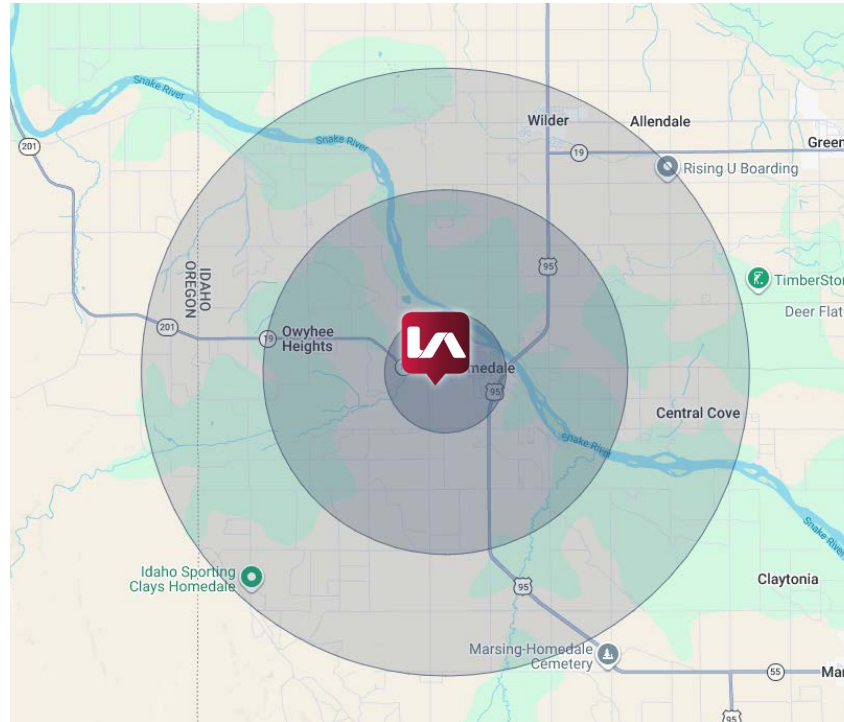 Snake River
Wilder
Allendale
201
Snake River
19
Green
Rising U Boarding
IDAHO
OREGON
95
TimberSto
Deer Flat
201
19
Owyhee
Heights
medale
95
Central Cove
Snake River
Snake River
Idaho Sporting
Clays Homedale
95
Claytonia
Marsing-Homedale
Cemetery
55
Mar
95